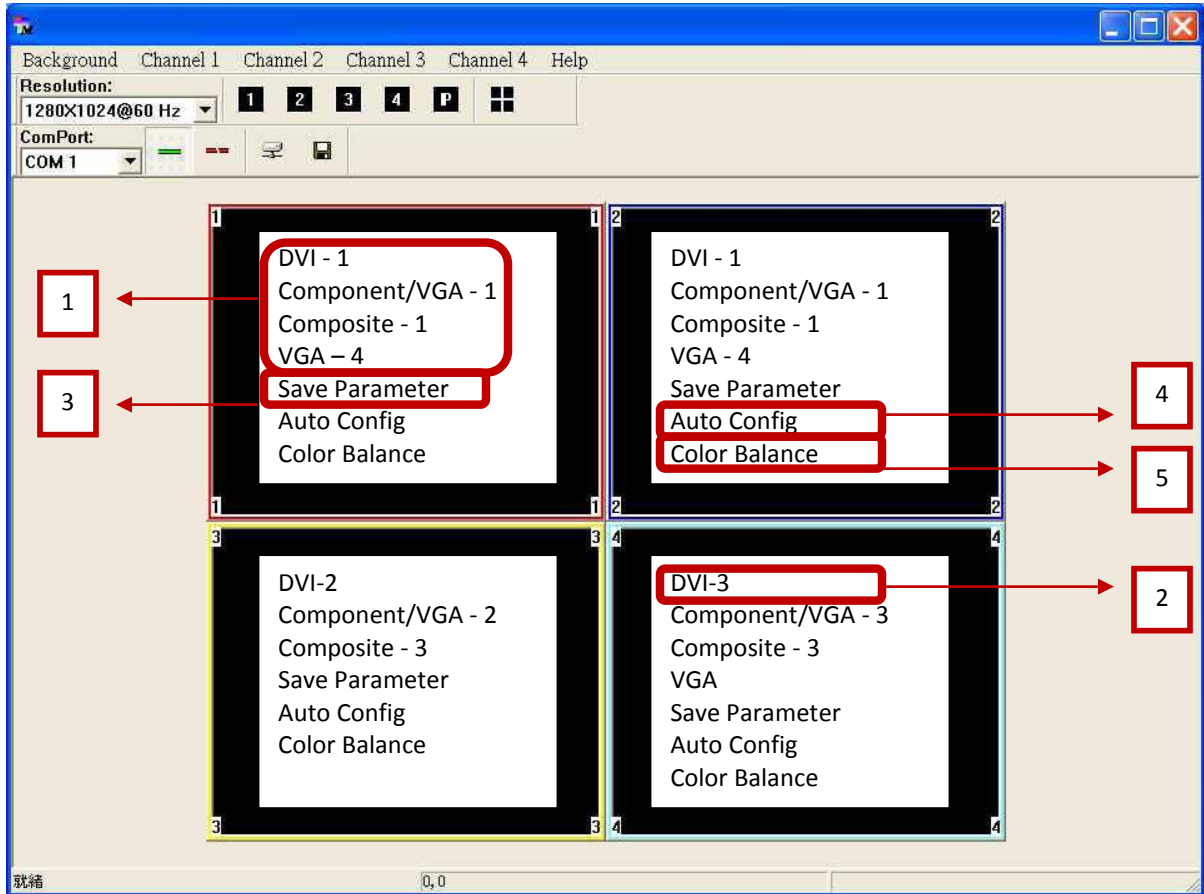 Background Channel 1 Channel 2 Channel 3 Channel 4 Help
Resolution:
1280X1024@60 Hz
1 2 3 4 P
ComPort:
COM 1
1 1
DVI - 1
Component/VGA - 1
Composite - 1
VGA – 4
Save Parameter
Auto Config
Color Balance
1 1
1
3
2 2
DVI - 1
Component/VGA - 1
Composite - 1
VGA - 4
Save Parameter
Auto Config
Color Balance
2 2
4
5
3 3
DVI-2
Component/VGA - 2
Composite - 3
Save Parameter
Auto Config
Color Balance
3 3
4 4
DVI-3
Component/VGA - 3
Composite - 3
VGA
Save Parameter
Auto Config
Color Balance
4 4
2
就緒
0,0